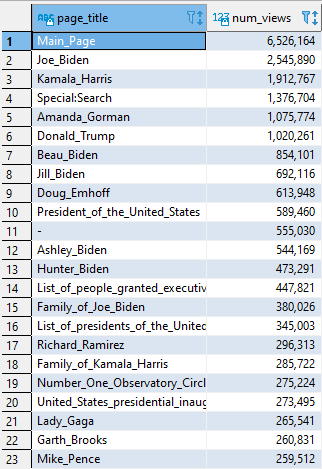 page_title 123 num_views
1 Main_Page 6,526,164
2 Joe_Biden 2,545,890
3 Kamala_Harris 1,912,767
4 Special:Search 1,376,704
5 Amanda_Gorman 1,075,774
6 Donald_Trump 1,020,261
7 Beau_Biden 854,101
8 Jill_Biden 692,116
9 Doug_Emhoff 613,948
10 President_of_the_United_States 589,460
11 - 555,030
12 Ashley_Biden 544,169
13 Hunter_Biden 473,291
14 List_of_people_granted_executiv 447,821
15 Family_of_Joe_Biden 380,026
16 List_of_presidents_of_the_United 345,003
17 Richard_Ramirez 296,313
18 Family_of_Kamala_Harris 285,722
19 Number_One_Observatory_Circl 275,224
20 United_States_presidential_inaug 273,495
21 Lady_Gaga 265,541
22 Garth_Brooks 260,831
23 Mike_Pence 259,512